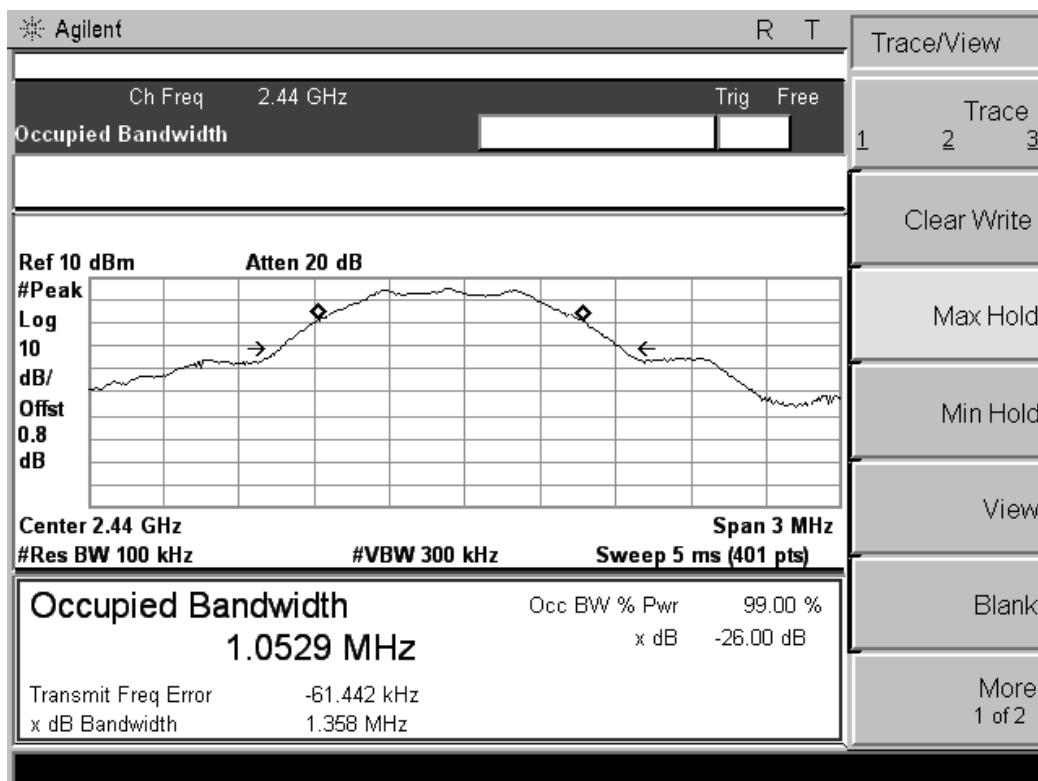 Agilent R T
Trace/View
Ch Freq 2.44 GHz Trig Free
Occupied Bandwidth
Trace
1 2 3
Clear Write
Ref 10 dBm Atten 20 dB
#Peak
Log
10
dB/
Offst
0.8
dB
Max Hold
Min Hold
View
Center 2.44 GHz Span 3 MHz
#Res BW 100 kHz #VBW 300 kHz Sweep 5 ms (401 pts)
Occupied Bandwidth Occ BW % Pwr 99.00 %
1.0529 MHz x dB -26.00 dB
Blank
Transmit Freq Error -61.442 kHz
x dB Bandwidth 1.358 MHz
More
1 of 2